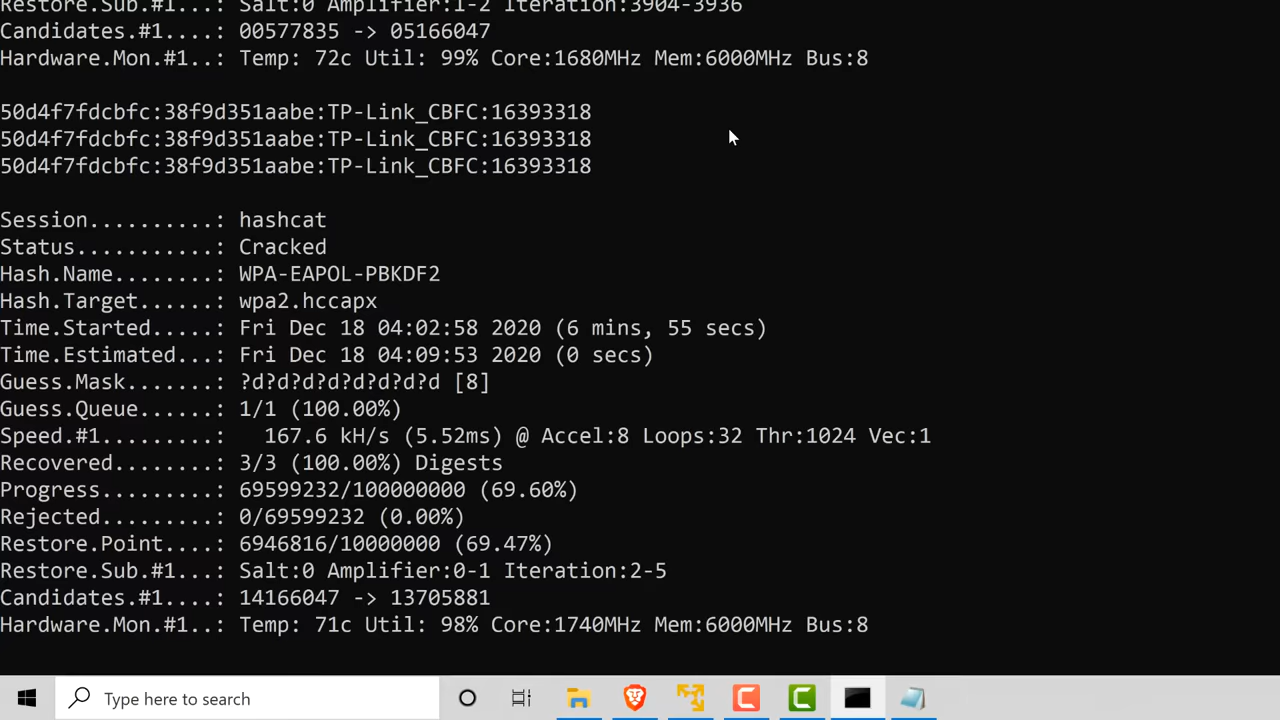 Restore.Sub.#1...: Salt:0 Amplifier:1-2 Iteration:3904-3936
Candidates.#1....: 00577835 -> 05166047
Hardware.Mon.#1..: Temp: 72c Util: 99% Core:1680MHz Mem:6000MHz Bus:8
50d4f7fdcbfc:38f9d351aabe:TP-Link_CBFC:16393318
50d4f7fdcbfc:38f9d351aabe:TP-Link_CBFC:16393318
50d4f7fdcbfc:38f9d351aabe:TP-Link_CBFC:16393318
Session..........: hashcat
Status...........: Cracked
Hash.Name........: WPA-EAPOL-PBKDF2
Hash.Target......: wpa2.hccapx
Time.Started.....: Fri Dec 18 04:02:58 2020 (6 mins, 55 secs)
Time.Estimated...: Fri Dec 18 04:09:53 2020 (0 secs)
Guess.Mask.......: ?d?d?d?d?d?d?d?d [8]
Guess.Queue......: 1/1 (100.00%)
Speed.#1.........:   167.6 kH/s (5.52ms) @ Accel:8 Loops:32 Thr:1024 Vec:1
Recovered........: 3/3 (100.00%) Digests
Progress.........: 69599232/100000000 (69.60%)
Rejected.........: 0/69599232 (0.00%)
Restore.Point....: 6946816/10000000 (69.47%)
Restore.Sub.#1...: Salt:0 Amplifier:0-1 Iteration:2-5
Candidates.#1....: 14166047 -> 13705881
Hardware.Mon.#1..: Temp: 71c Util: 98% Core:1740MHz Mem:6000MHz Bus:8
Type here to search